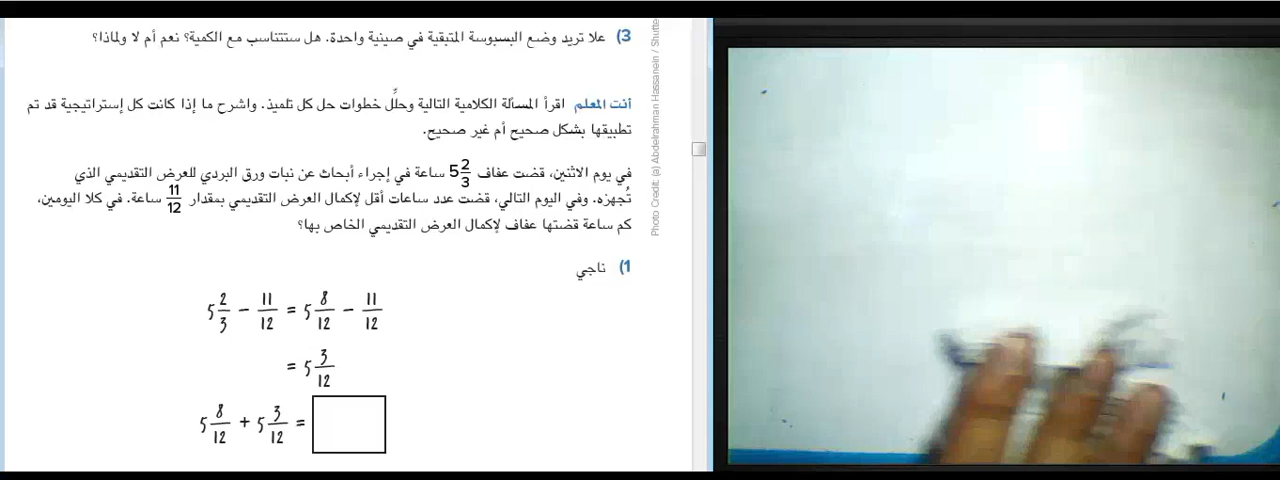 3) علا تريد وضع البسبوسة المتبقية في صينية واحدة. هل ستتناسب مع الكمية؟ نعم أم لا ولماذا؟
أنت المعلم اقرأ المسألة الكلامية التالية وحلِّل خطوات حل كل تلميذ. واشرح ما إذا كانت كل إستراتيجية قد تم
تطبيقها بشكل صحيح أم غير صحيح.
في يوم الاثنين، قضت عفاف 5 2/3 ساعة في إجراء أبحاث عن نبات ورق البردي للعرض التقديمي الذي
تُجهزه. وفي اليوم التالي، قضت عدد ساعات أقل لإكمال العرض التقديمي بمقدار 11/12 ساعة. في كلا اليومين،
كم ساعة قضتها عفاف لإكمال العرض التقديمي الخاص بها؟
1) ناجي
5 2/3 - 11/12 = 5 8/12 - 11/12
= 5 3/12
5 8/12 + 5 3/12 =
Photo Credit: (a) Abdelrahman Hassanein / Shutte